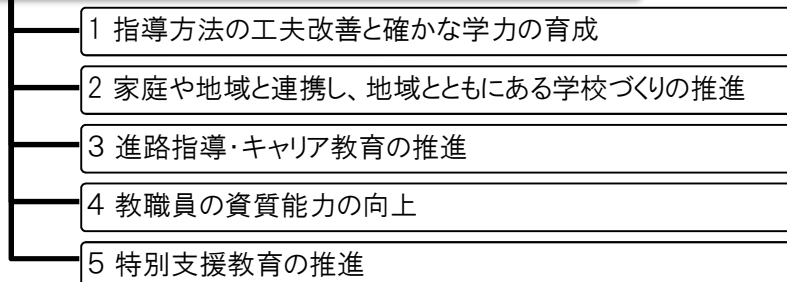 1 指導方法の工夫改善と確かな学力の育成
2 家庭や地域と連携し、地域とともにある学校づくりの推進
3 進路指導・キャリア教育の推進
4 教職員の資質能力の向上
5 特別支援教育の推進